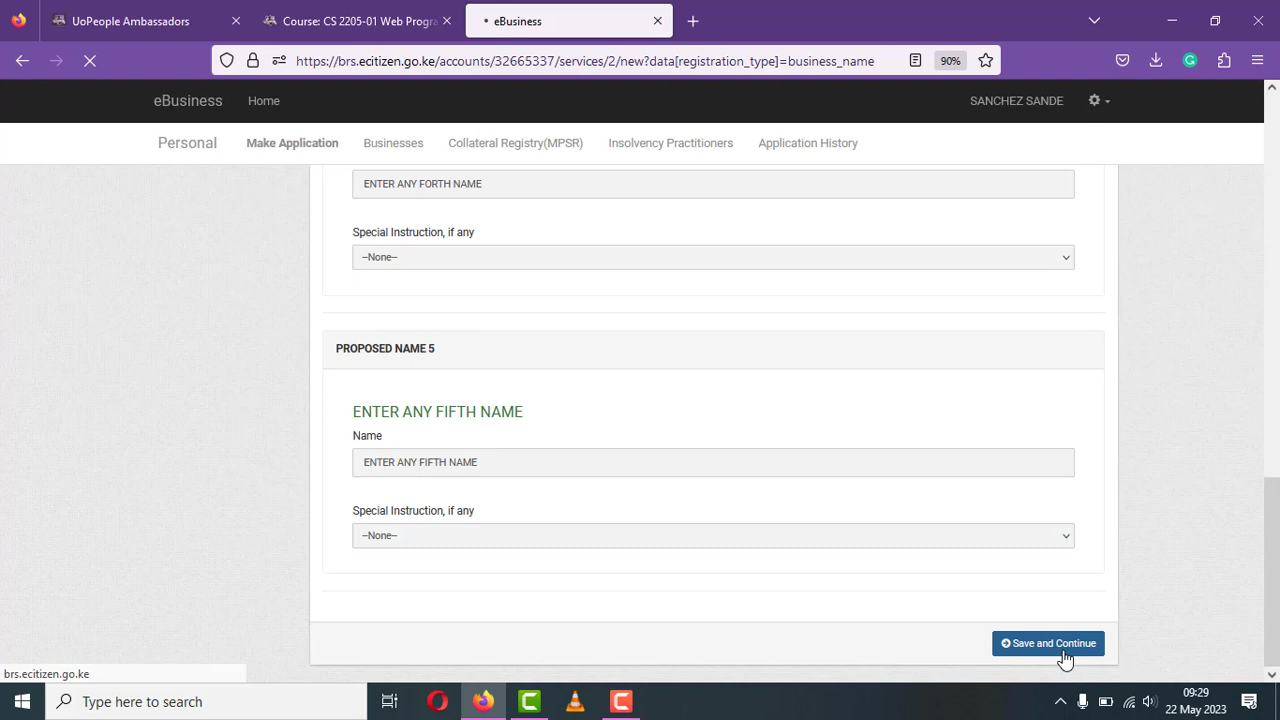 UoPeople Ambassadors
Course: CS 2205-01 Web Progra
eBusiness
https://brs.ecitizen.go.ke/accounts/32665337/services/2/new?data[registration_type]=business_name
90%
eBusiness
Home
SANCHEZ SANDE
Personal
Make Application
Businesses
Collateral Registry(MPSR)
Insolvency Practitioners
Application History
ENTER ANY FORTH NAME
Special Instruction, if any
--None--
PROPOSED NAME 5
ENTER ANY FIFTH NAME
Name
ENTER ANY FIFTH NAME
Special Instruction, if any
--None--
Save and Continue
brs.ecitizen.go.ke
Type here to search
09:29
22 May 2023